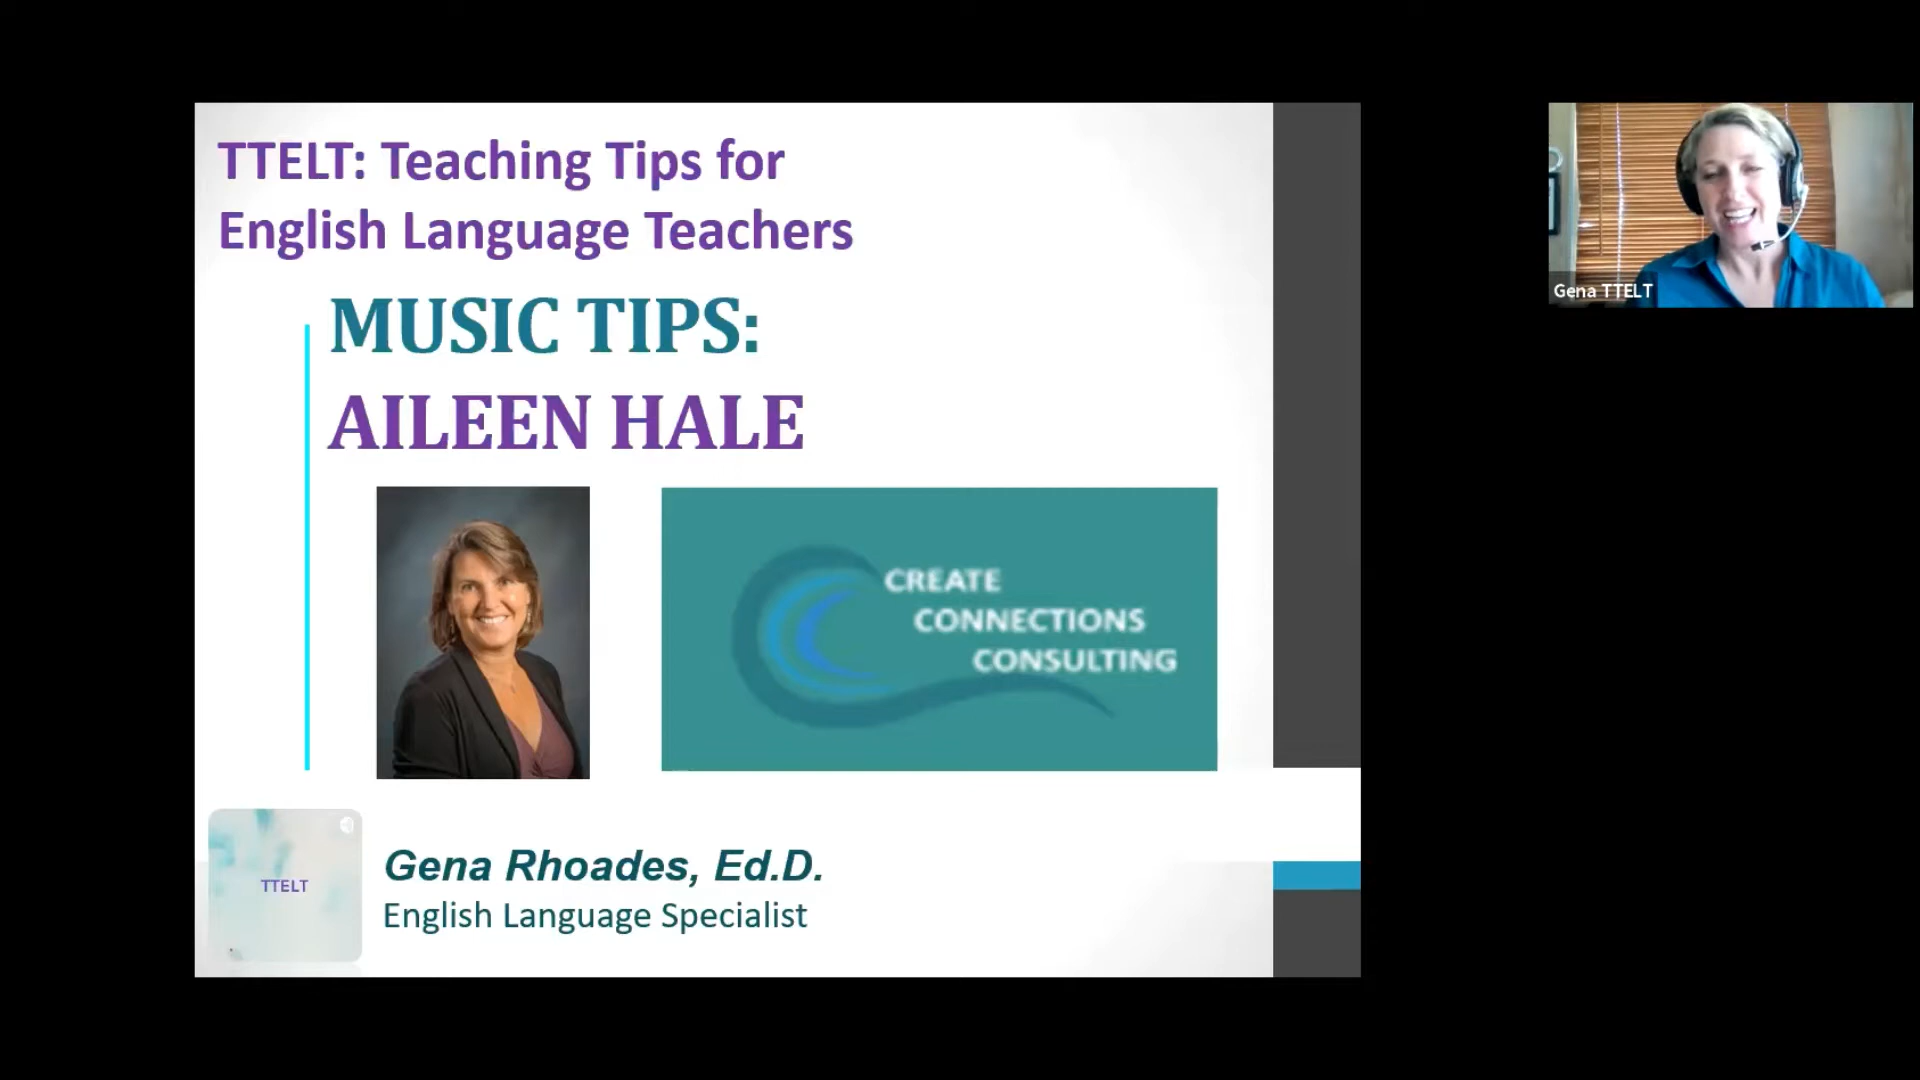 TTELT: Teaching Tips for
English Language Teachers
MUSIC TIPS:
AILEEN HALE
CREATE
CONNECTIONS
CONSULTING
TTELT
Gena Rhoades, Ed.D.
English Language Specialist
Gena TTELT